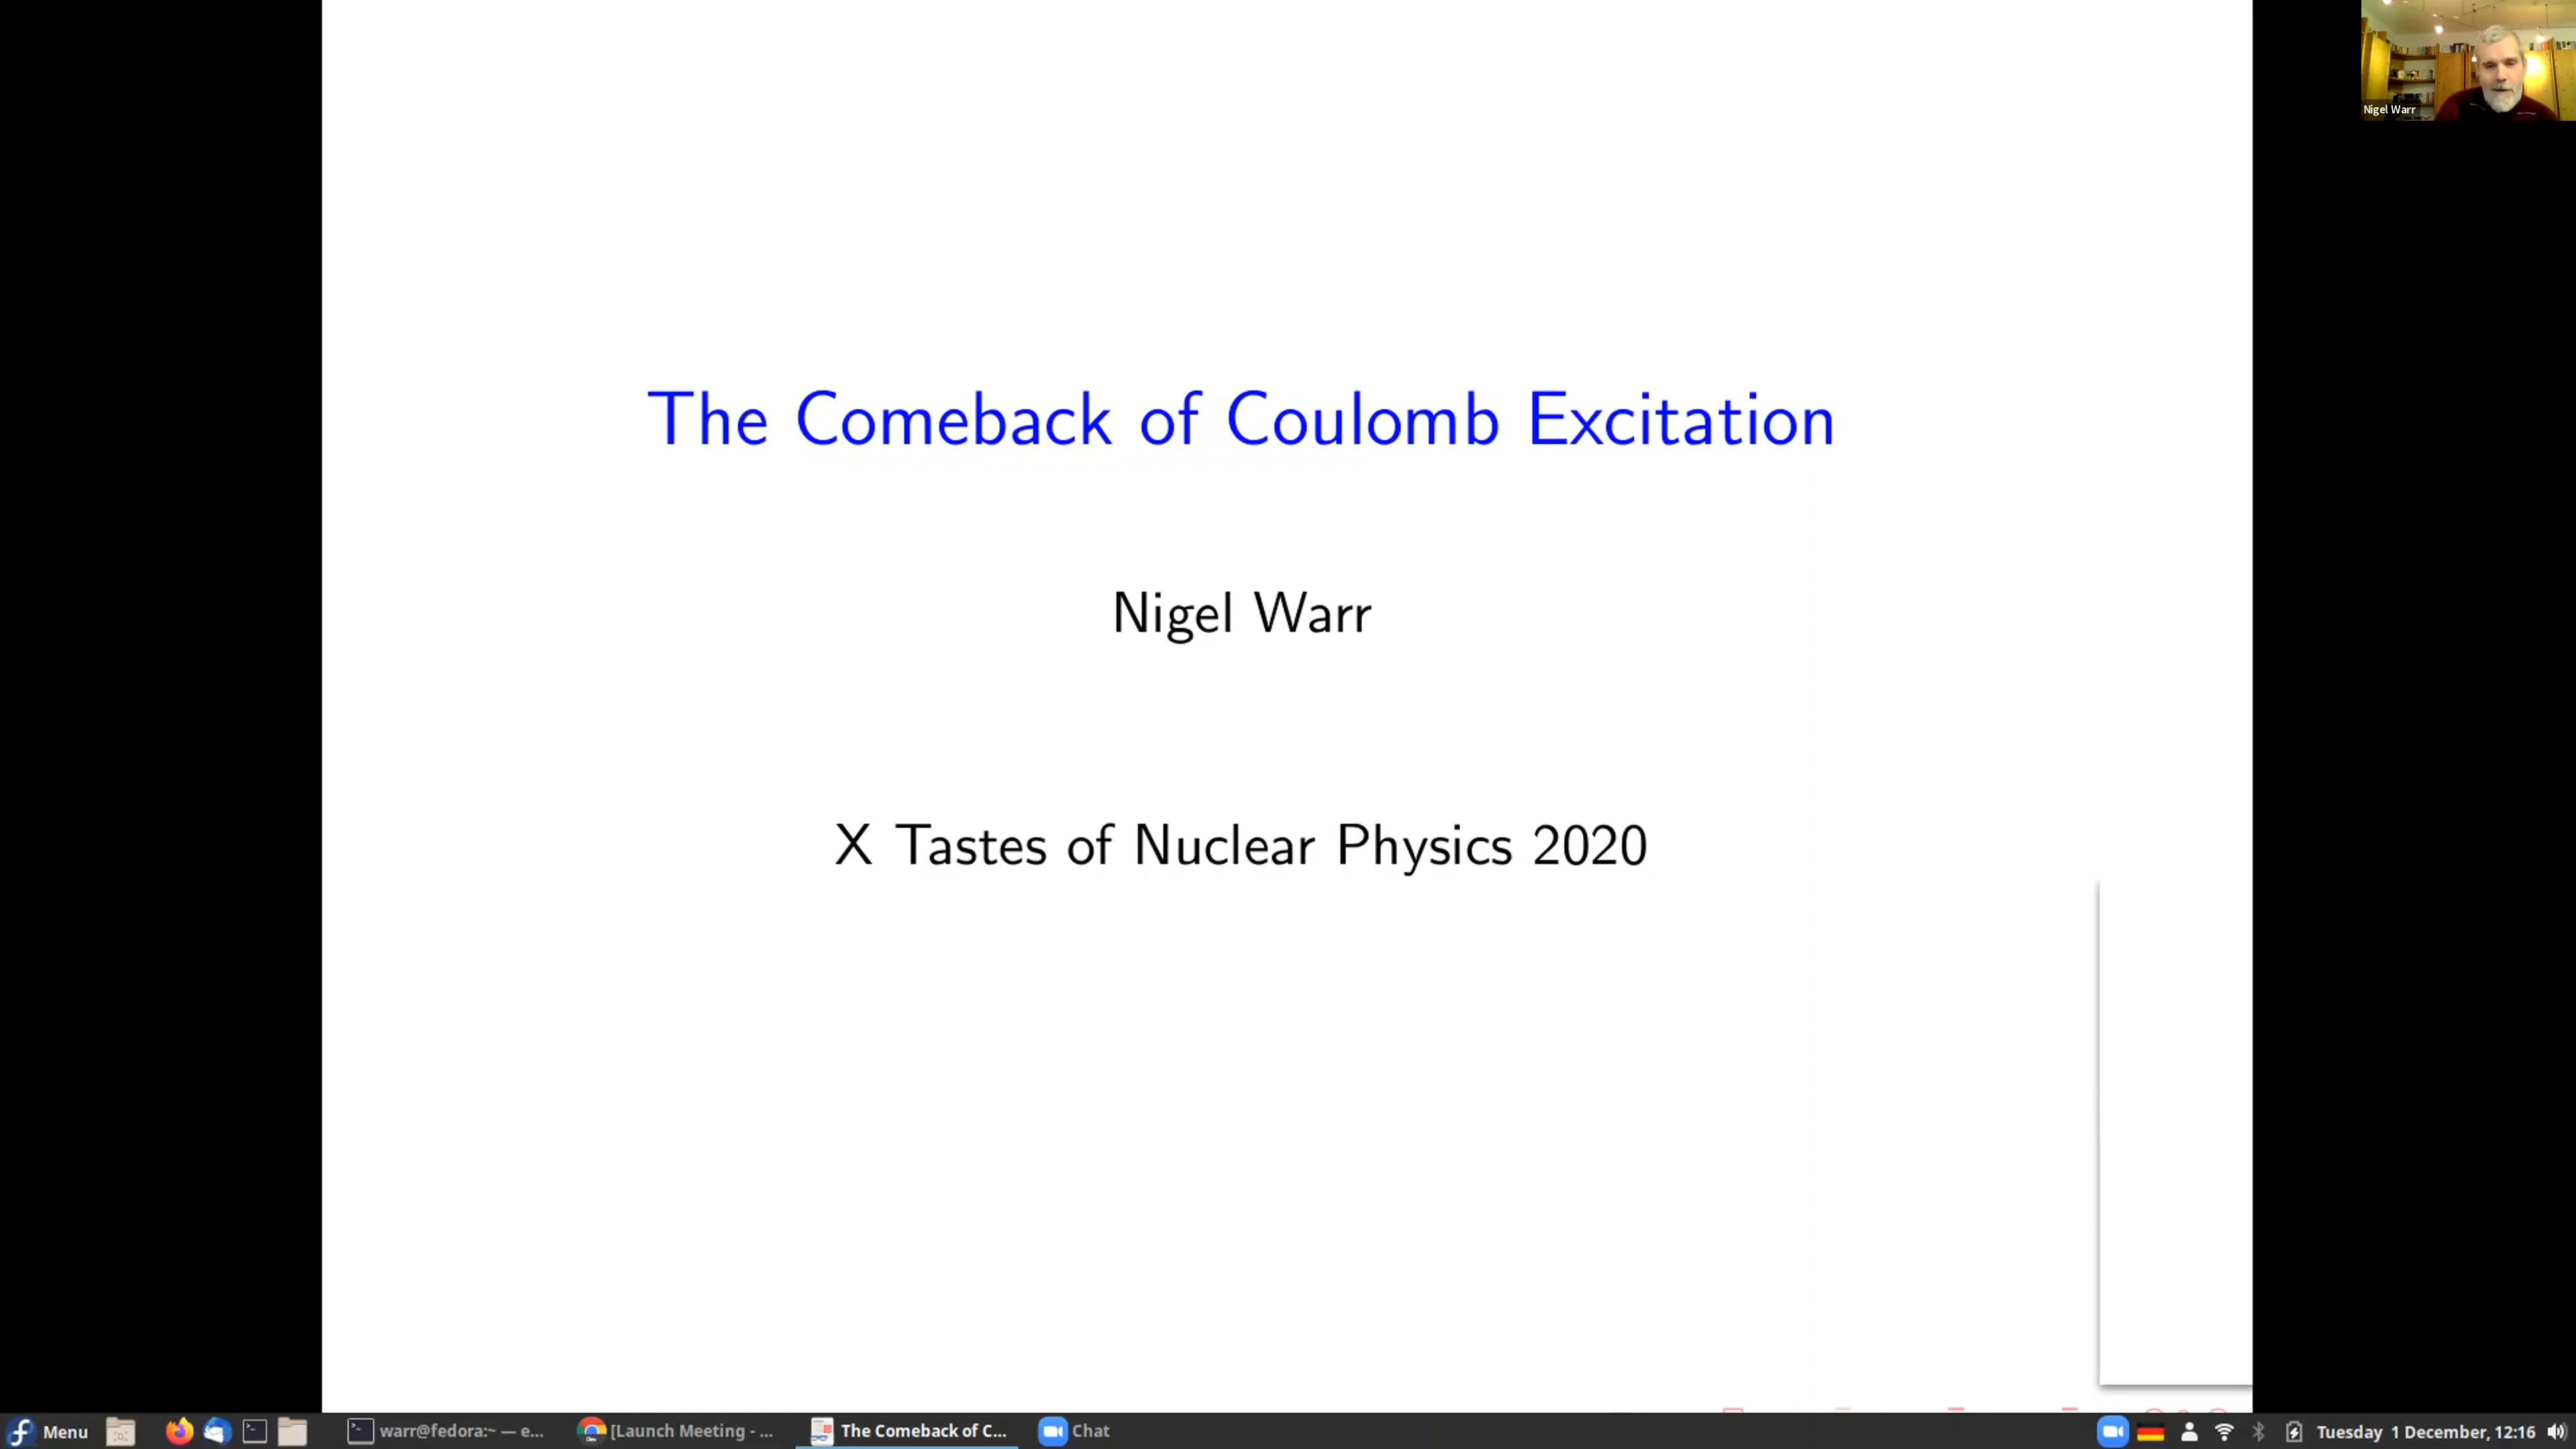 Nigel Warr
The Comeback of Coulomb Excitation
Nigel Warr
X Tastes of Nuclear Physics 2020
Menu
warr@fedora:~ — e...
[Launch Meeting - ...
The Comeback of C...
Chat
Tuesday 1 December, 12:16